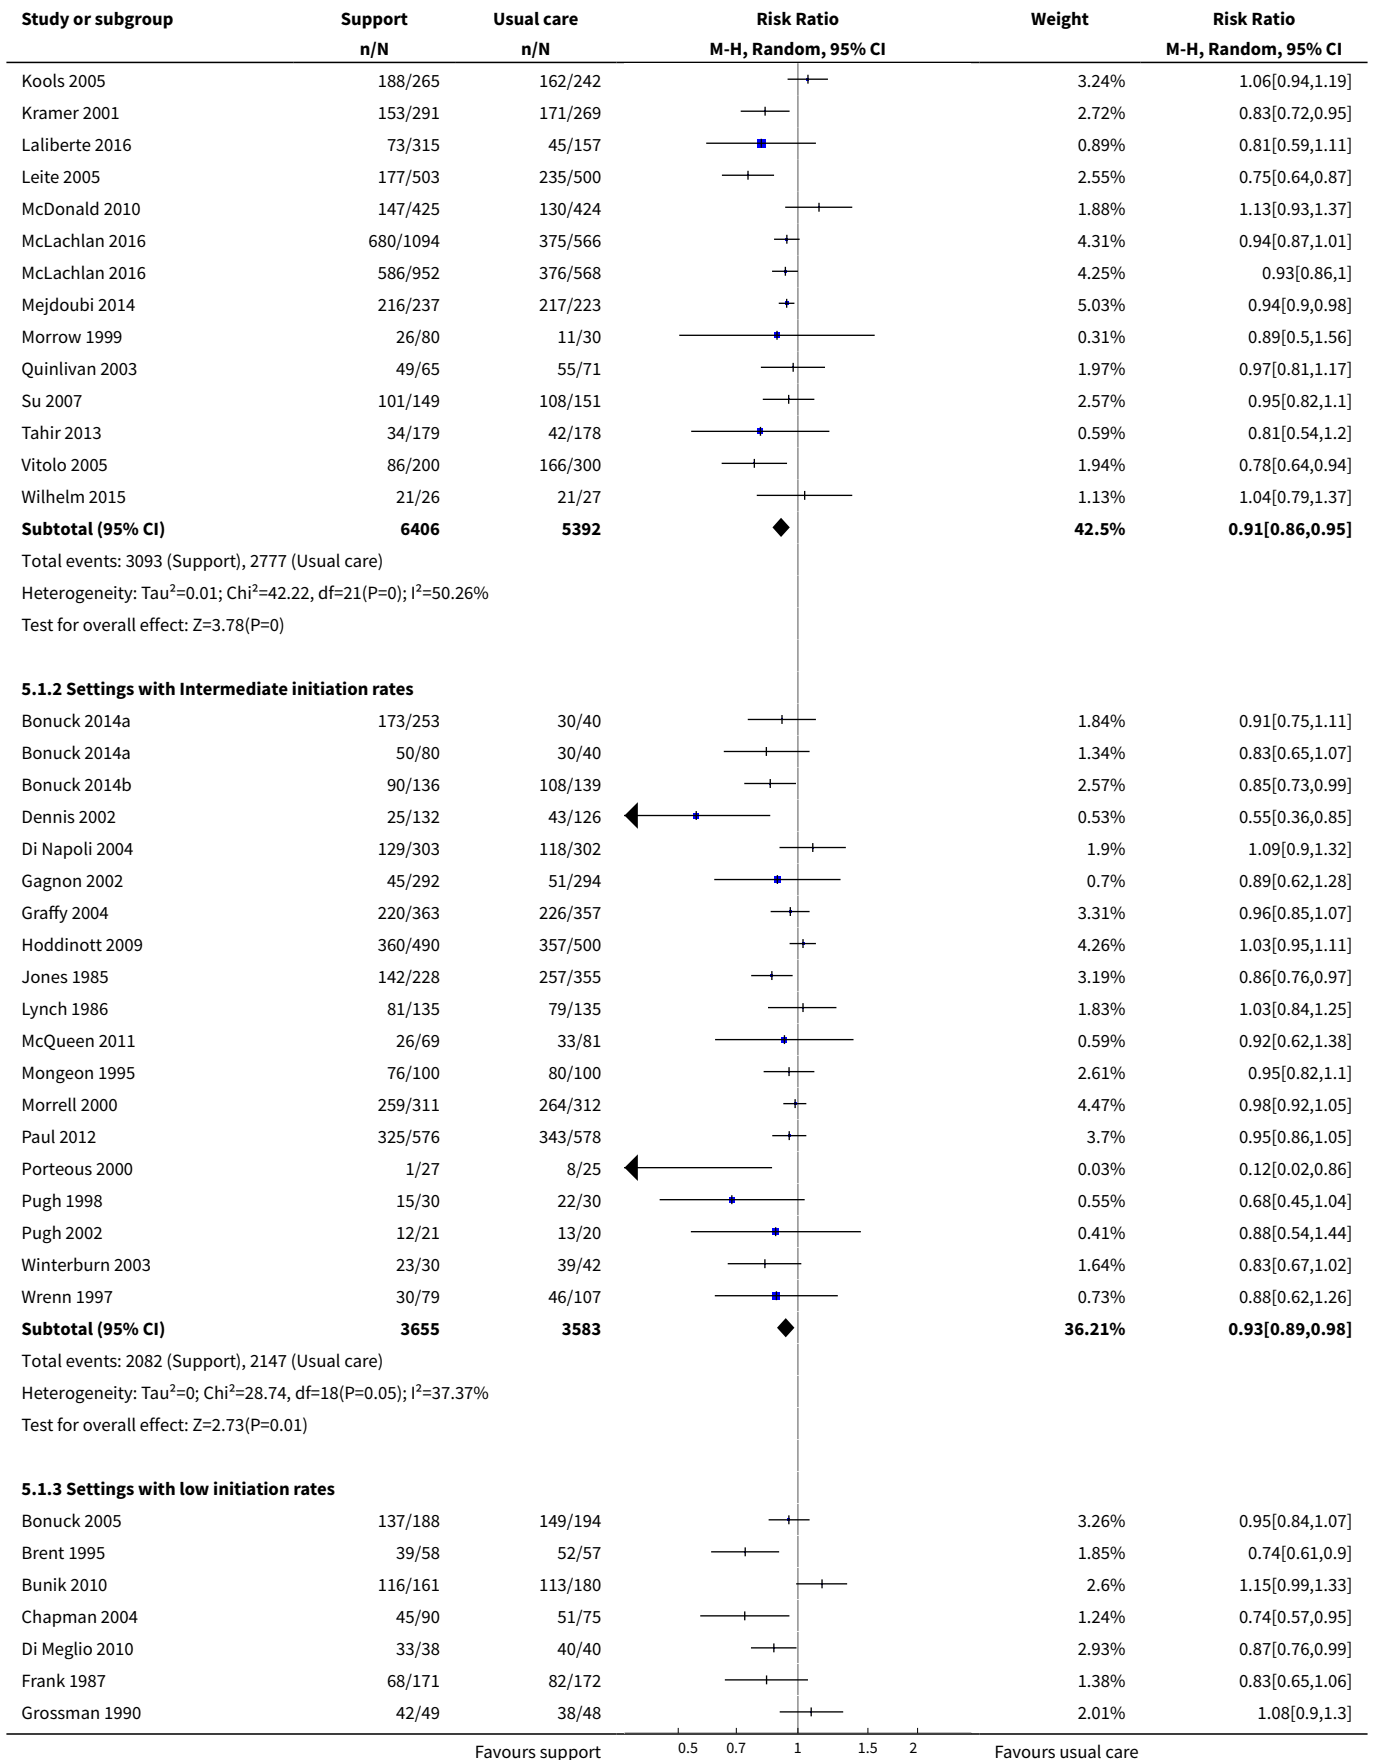 Study or subgroup Support Usual care Risk Ratio Weight Risk Ratio
n/N n/N M-H, Random, 95% CI M-H, Random, 95% CI
Kools 2005 188/265 162/242 3.24% 1.06[0.94,1.19]
Kramer 2001 153/291 171/269 2.72% 0.83[0.72,0.95]
Laliberte 2016 73/315 45/157 0.89% 0.81[0.59,1.11]
Leite 2005 177/503 235/500 2.55% 0.75[0.64,0.87]
McDonald 2010 147/425 130/424 1.88% 1.13[0.93,1.37]
McLachlan 2016 680/1094 375/566 4.31% 0.94[0.87,1.01]
McLachlan 2016 586/952 376/568 4.25% 0.93[0.86,1]
Mejdoubi 2014 216/237 217/223 5.03% 0.94[0.9,0.98]
Morrow 1999 26/80 11/30 0.31% 0.89[0.5,1.56]
Quinlivan 2003 49/65 55/71 1.97% 0.97[0.81,1.17]
Su 2007 101/149 108/151 2.57% 0.95[0.82,1.1]
Tahir 2013 34/179 42/178 0.59% 0.81[0.54,1.2]
Vitolo 2005 86/200 166/300 1.94% 0.78[0.64,0.94]
Wilhelm 2015 21/26 21/27 1.13% 1.04[0.79,1.37]
Subtotal (95% CI) 6406 5392 42.5% 0.91[0.86,0.95]
Total events: 3093 (Support), 2777 (Usual care)
Heterogeneity: Tau²=0.01; Chi²=42.22, df=21(P=0); I²=50.26%
Test for overall effect: Z=3.78(P=0)
5.1.2 Settings with Intermediate initiation rates
Bonuck 2014a 173/253 30/40 1.84% 0.91[0.75,1.11]
Bonuck 2014a 50/80 30/40 1.34% 0.83[0.65,1.07]
Bonuck 2014b 90/136 108/139 2.57% 0.85[0.73,0.99]
Dennis 2002 25/132 43/126 0.53% 0.55[0.36,0.85]
Di Napoli 2004 129/303 118/302 1.9% 1.09[0.9,1.32]
Gagnon 2002 45/292 51/294 0.7% 0.89[0.62,1.28]
Graffy 2004 220/363 226/357 3.31% 0.96[0.85,1.07]
Hoddinott 2009 360/490 357/500 4.26% 1.03[0.95,1.11]
Jones 1985 142/228 257/355 3.19% 0.86[0.76,0.97]
Lynch 1986 81/135 79/135 1.83% 1.03[0.84,1.25]
McQueen 2011 26/69 33/81 0.59% 0.92[0.62,1.38]
Mongeon 1995 76/100 80/100 2.61% 0.95[0.82,1.1]
Morrell 2000 259/311 264/312 4.47% 0.98[0.92,1.05]
Paul 2012 325/576 343/578 3.7% 0.95[0.86,1.05]
Porteous 2000 1/27 8/25 0.03% 0.12[0.02,0.86]
Pugh 1998 15/30 22/30 0.55% 0.68[0.45,1.04]
Pugh 2002 12/21 13/20 0.41% 0.88[0.54,1.44]
Winterburn 2003 23/30 39/42 1.64% 0.83[0.67,1.02]
Wrenn 1997 30/79 46/107 0.73% 0.88[0.62,1.26]
Subtotal (95% CI) 3655 3583 36.21% 0.93[0.89,0.98]
Total events: 2082 (Support), 2147 (Usual care)
Heterogeneity: Tau²=0; Chi²=28.74, df=18(P=0.05); I²=37.37%
Test for overall effect: Z=2.73(P=0.01)
5.1.3 Settings with low initiation rates
Bonuck 2005 137/188 149/194 3.26% 0.95[0.84,1.07]
Brent 1995 39/58 52/57 1.85% 0.74[0.61,0.9]
Bunik 2010 116/161 113/180 2.6% 1.15[0.99,1.33]
Chapman 2004 45/90 51/75 1.24% 0.74[0.57,0.95]
Di Meglio 2010 33/38 40/40 2.93% 0.87[0.76,0.99]
Frank 1987 68/171 82/172 1.38% 0.83[0.65,1.06]
Grossman 1990 42/49 38/48 2.01% 1.08[0.9,1.3]
Favours support 0.5 0.7 1 1.5 2 Favours usual care